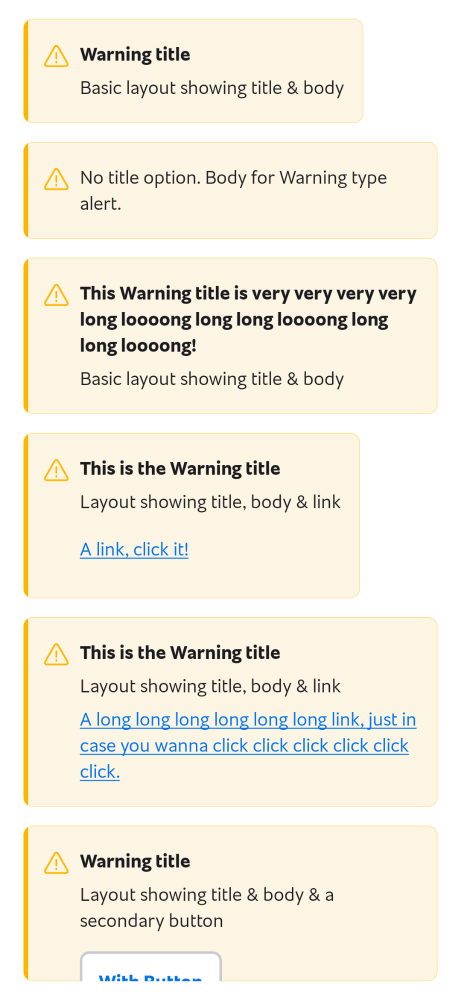 Warning title
Basic layout showing title & body
No title option. Body for Warning type
alert.
This Warning title is very very very very
long loooong long long loooong long
long loooong!
Basic layout showing title & body
This is the Warning title
Layout showing title, body & link
A link, click it!
This is the Warning title
Layout showing title, body & link
A long long long long long long link, just in
case you wanna click click click click click
click.
Warning title
Layout showing title & body & a
secondary button
With Button